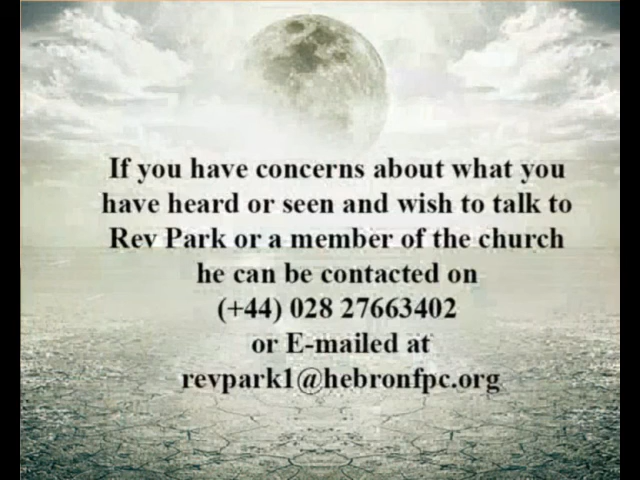 If you have concerns about what you
have heard or seen and wish to talk to
Rev Park or a member of the church
he can be contacted on
(+44) 028 27663402
or E-mailed at
revpark1@hebronfpc.org